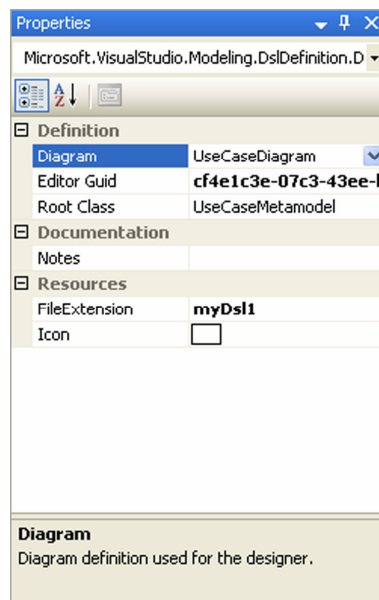 Properties
Microsoft.VisualStudio.Modeling.DslDefinition.D
Definition
Diagram UseCaseDiagram
Editor Guid cf4e1c3e-07c3-43ee-
Root Class UseCaseMetamodel
Documentation
Notes
Resources
FileExtension myDsl1
Icon
Diagram
Diagram definition used for the designer.